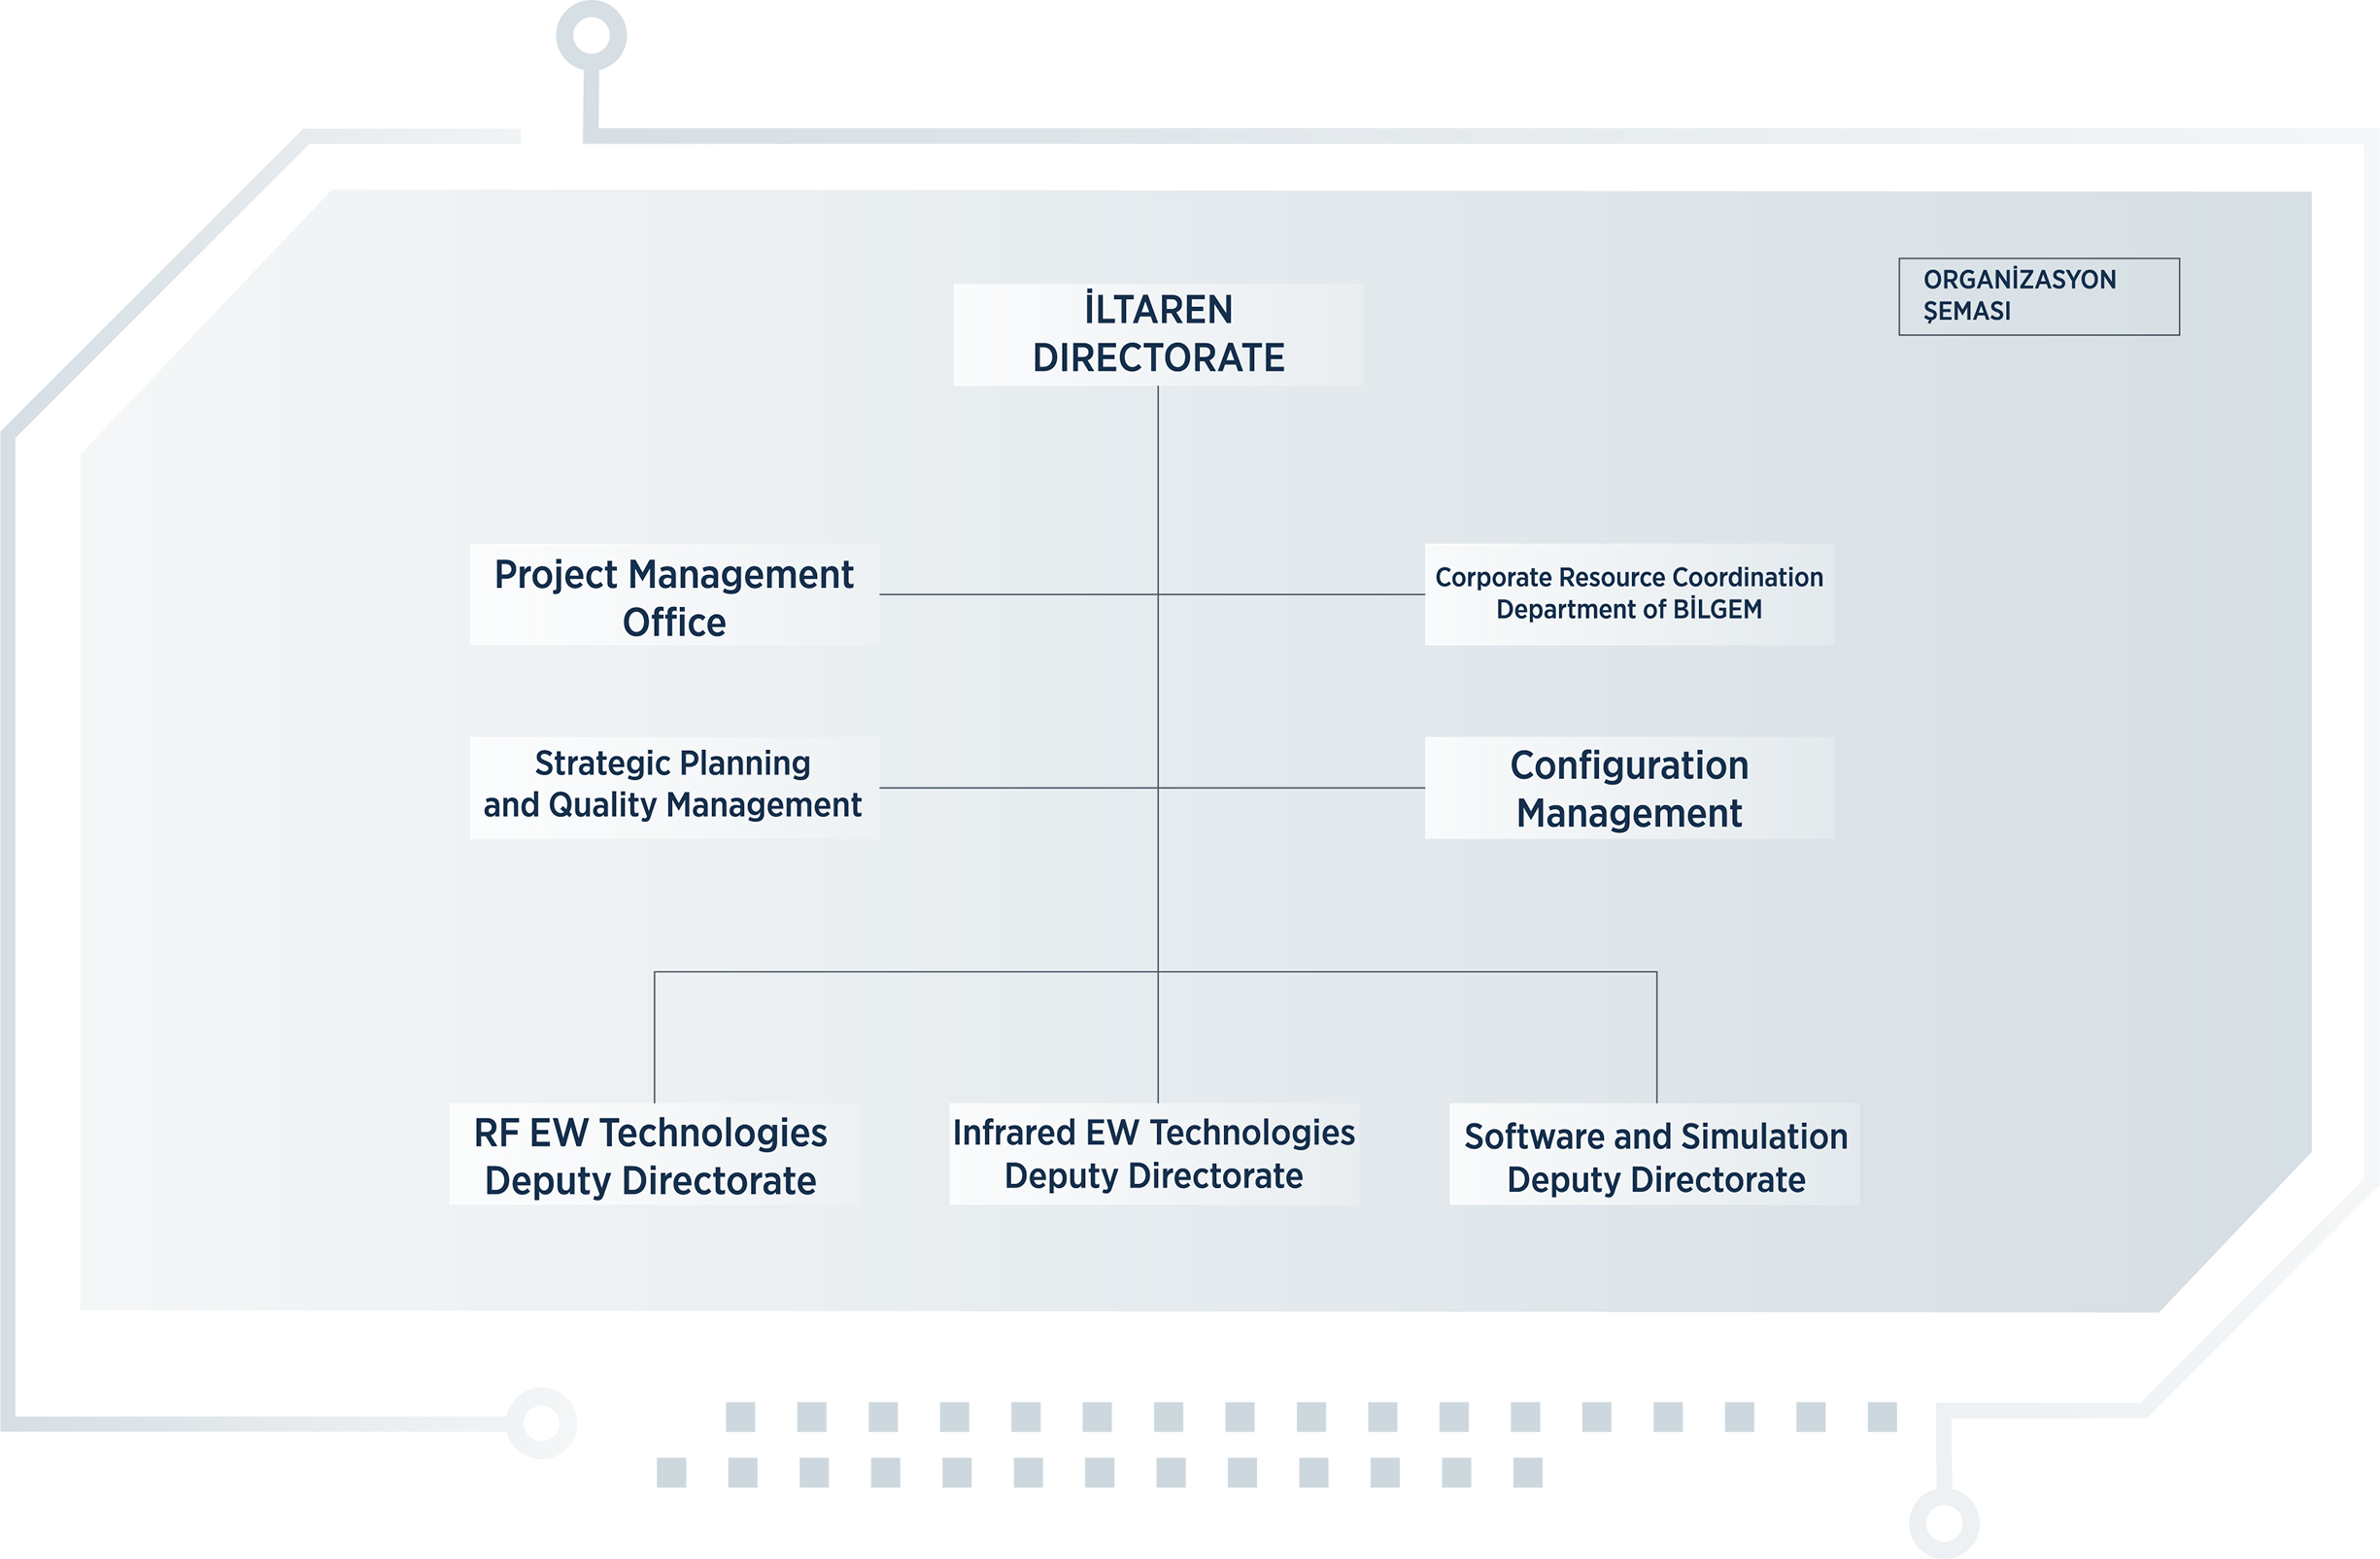 ORGANİZASYON
ŞEMASI
İLTAREN
DIRECTORATE
Project Management
Office
Corporate Resource Coordination
Department of BİLGEM
Strategic Planning
and Quality Management
Configuration
Management
RF EW Technologies
Deputy Directorate
Infrared EW Technologies
Deputy Directorate
Software and Simulation
Deputy Directorate